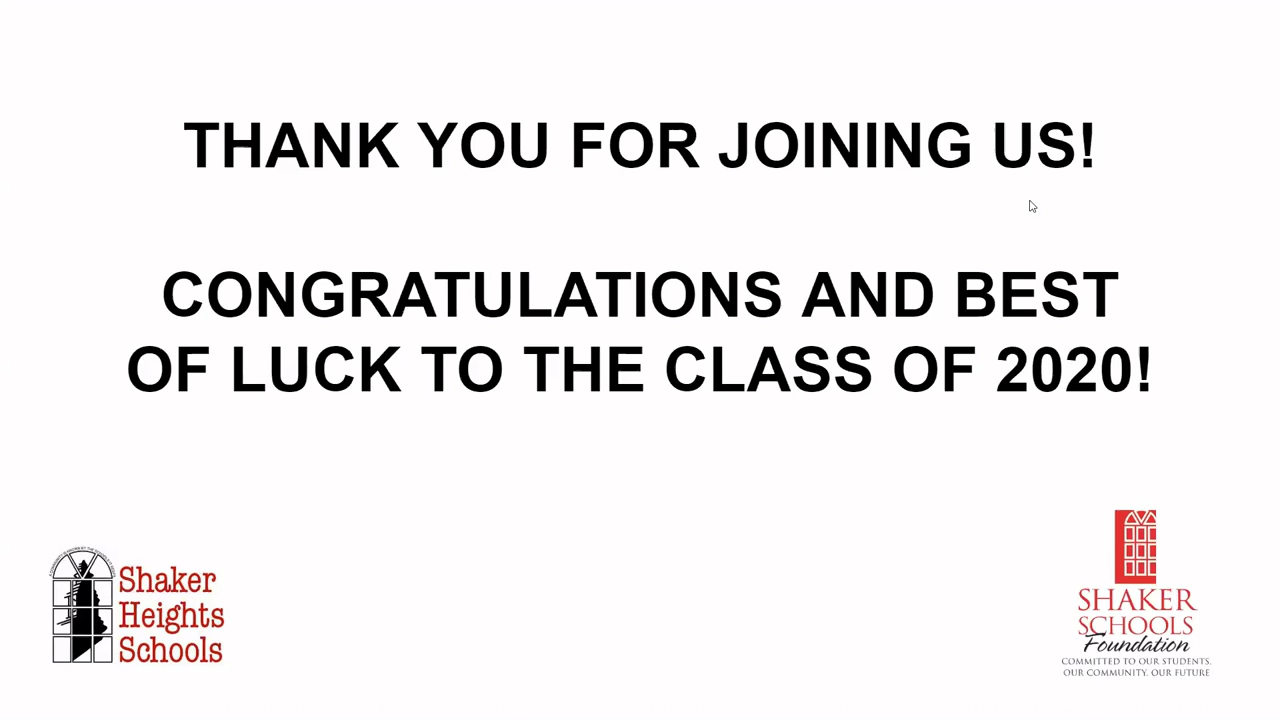 THANK YOU FOR JOINING US!
CONGRATULATIONS AND BEST
OF LUCK TO THE CLASS OF 2020!
Shaker
Heights
Schools
SHAKER
SCHOOLS
Foundation
COMMITTED TO OUR STUDENTS,
OUR COMMUNITY, OUR FUTURE